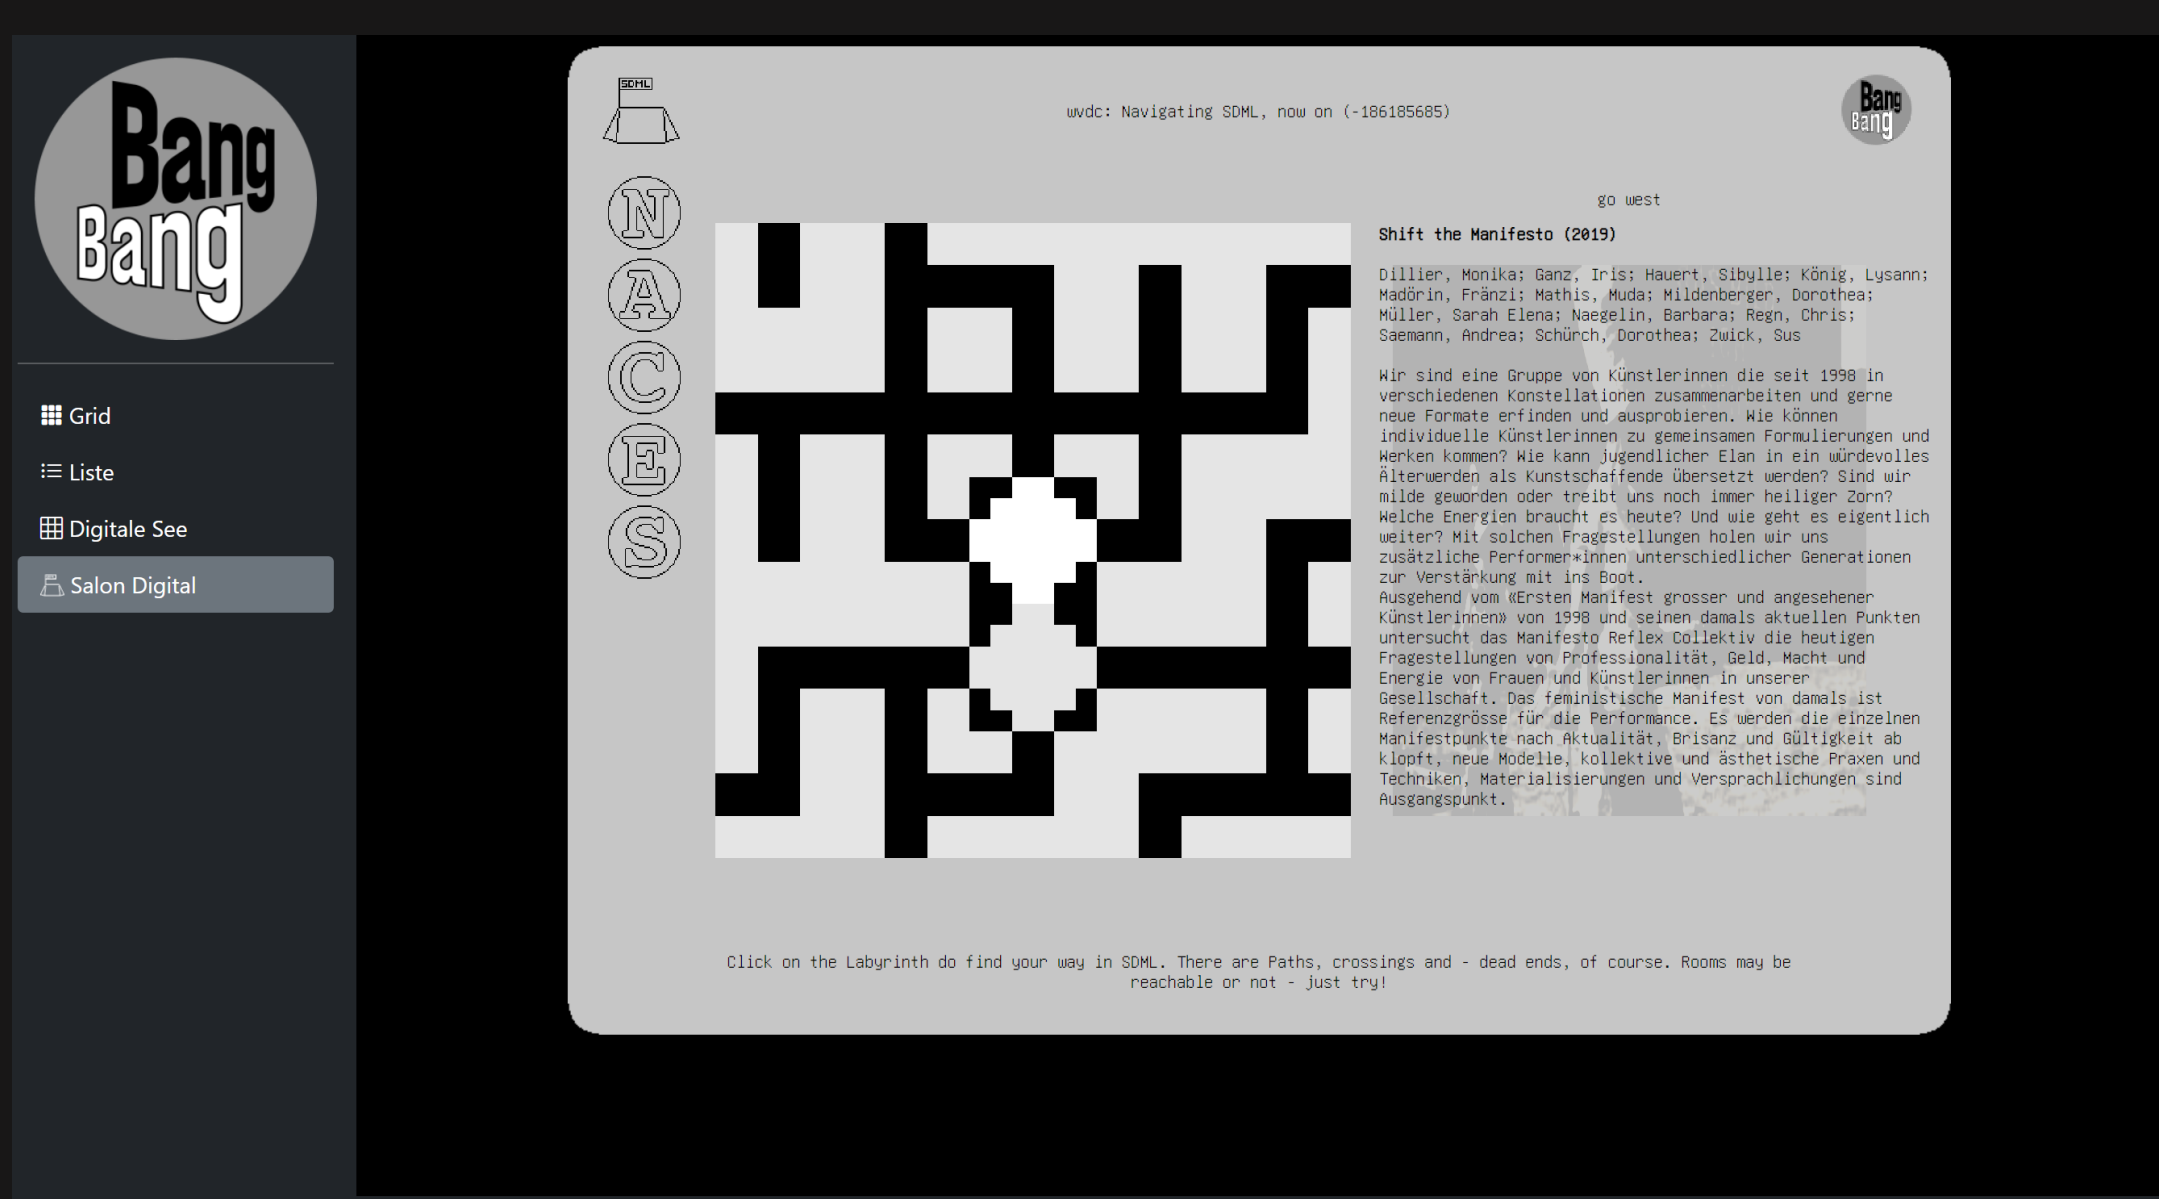 Bang
Bang
Grid
Liste
Digitale See
Salon Digital
SDML
wvdc: Navigating SDML, now on (-186185685)
Bang
Bang
N
A
C
E
S
go west
Shift the Manifesto (2019)
Dillier, Monika; Ganz, Iris; Hauert, Sibylle; König, Lysann;
Madörin, Fränzi; Mathis, Muda; Mildenberger, Dorothea;
Müller, Sarah Elena; Naegelin, Barbara; Regn, Chris;
Saemann, Andrea; Schürch, Dorothea; Zwick, Sus
Wir sind eine Gruppe von Künstlerinnen die seit 1998 in
verschiedenen Konstellationen zusammenarbeiten und gerne
neue Formate erfinden und ausprobieren. Wie können
individuelle Künstlerinnen zu gemeinsamen Formulierungen und
Werken kommen? Wie kann jugendlicher Elan in ein würdevolles
Älterwerden als Kunstschaffende übersetzt werden? Sind wir
milde geworden oder treibt uns noch immer heiliger Zorn?
Welche Energien braucht es heute? Und wie geht es eigentlich
weiter? Mit solchen Fragestellungen holen wir uns
zusätzliche Performer*innen unterschiedlicher Generationen
zur Verstärkung mit ins Boot.
Ausgehend vom «Ersten Manifest grosser und angesehener
Künstlerinnen» von 1998 und seinen damals aktuellen Punkten
untersucht das Manifesto Reflex Collektiv die heutigen
Fragestellungen von Professionalität, Geld, Macht und
Energie von Frauen und Künstlerinnen in unserer
Gesellschaft. Das feministische Manifest von damals ist
Referenzgrösse für die Performance. Es werden die einzelnen
Manifestpunkte nach Aktualität, Brisanz und Gültigkeit ab
klopft, neue Modelle, kollektive und ästhetische Praxen und
Techniken, Materialisierungen und Versprachlichungen sind
Ausgangspunkt.
Click on the Labyrinth do find your way in SDML. There are Paths, crossings and - dead ends, of course. Rooms may be
reachable or not - just try!